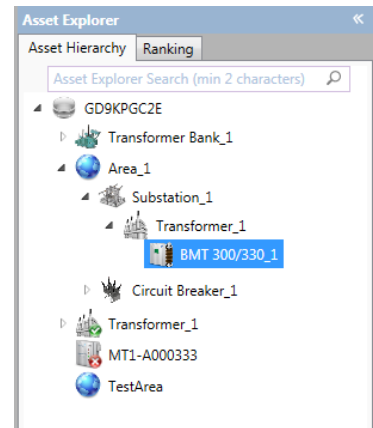 Asset Explorer
Asset Hierarchy Ranking
Asset Explorer Search (min 2 characters)
GD9KPGC2E
Transformer Bank_1
Area_1
Substation_1
Transformer_1
BMT 300/330_1
Circuit Breaker_1
Transformer_1
MT1-A000333
TestArea